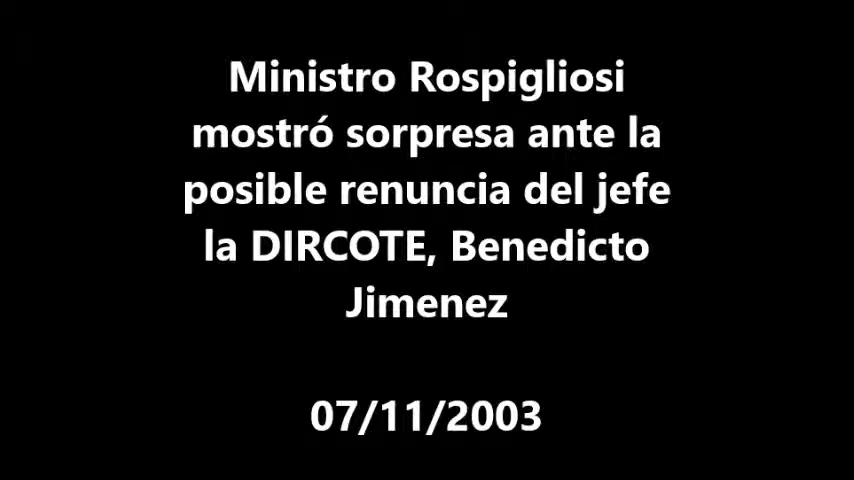 Ministro Rospigliosi
mostró sorpresa ante la
posible renuncia del jefe
la DIRCOTE, Benedicto
Jimenez
07/11/2003